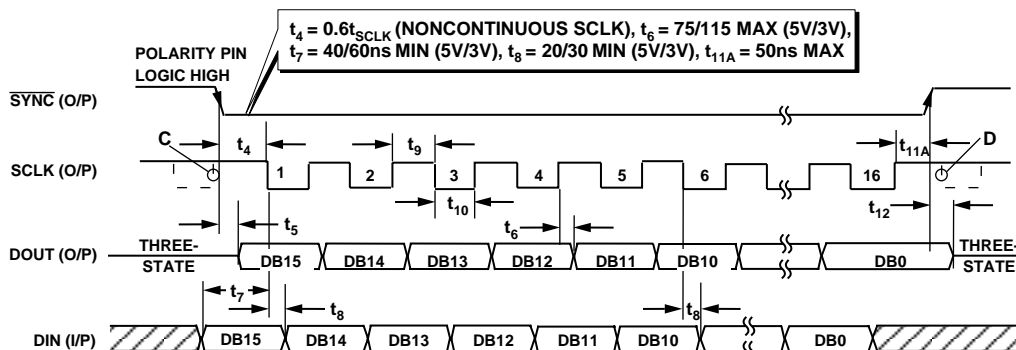 t4 = 0.6tSCLK (NONCONTINUOUS SCLK), t6 = 75/115 MAX (5V/3V),
t7 = 40/60ns MIN (5V/3V), t8 = 20/30 MIN (5V/3V), t11A = 50ns MAX
POLARITY PIN
LOGIC HIGH
SYNC (O/P)
C
t4
t9
t11A
D
SCLK (O/P)
1
2
3
4
5
6
16
t10
t12
t5
t6
THREE-
STATE
DOUT (O/P)
DB15
DB14
DB13
DB12
DB11
DB10
DB0
THREE-
STATE
t7
t8
t8
DIN (I/P)
DB15
DB14
DB13
DB12
DB11
DB10
DB0